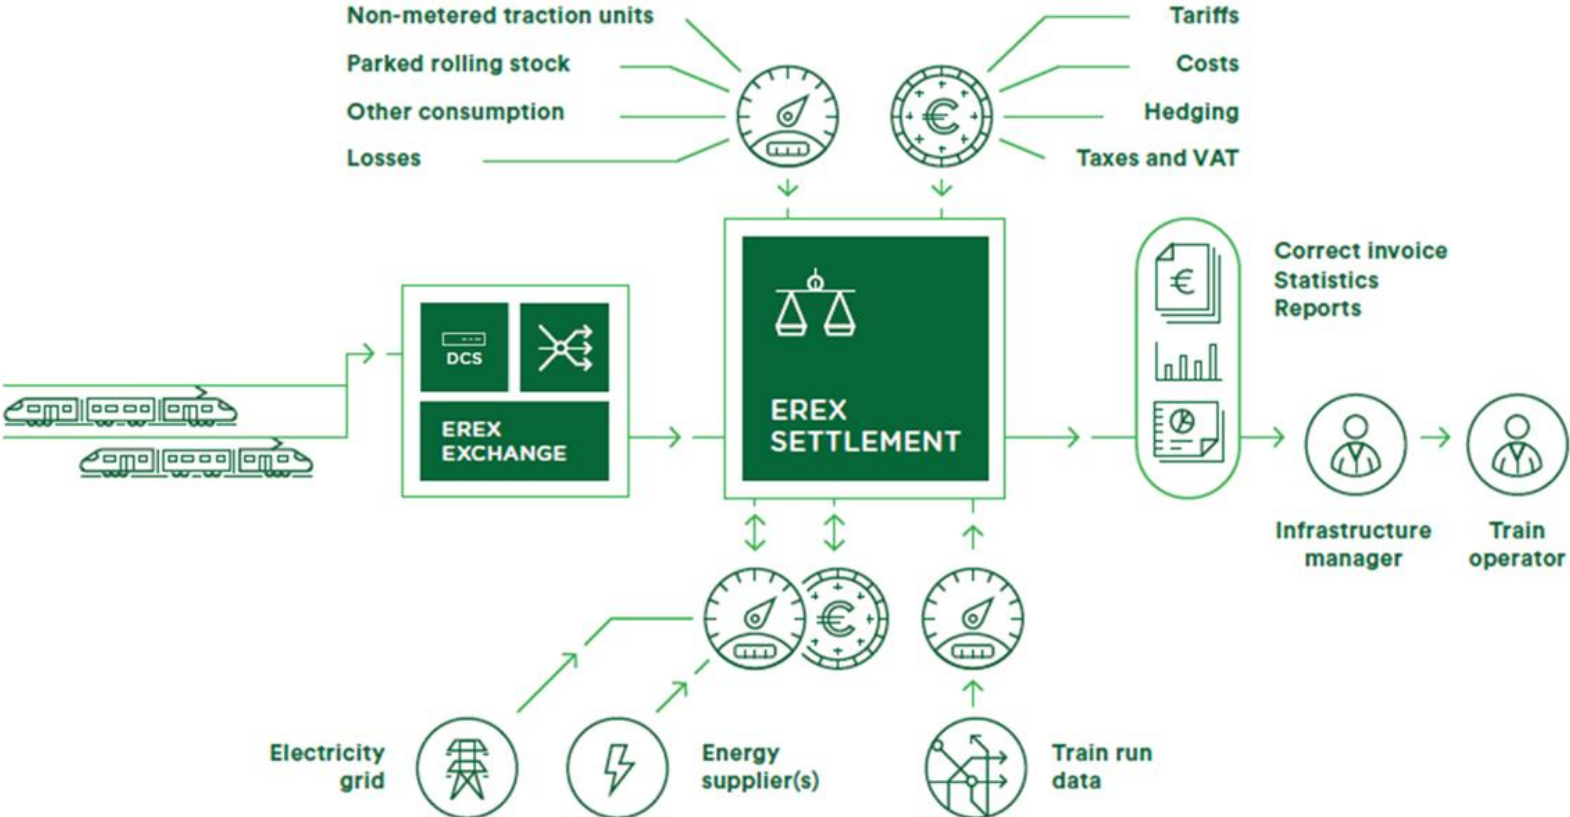 Non-metered traction units
Parked rolling stock
Other consumption
Losses
Tariffs
Costs
Hedging
Taxes and VAT
DCS
EREX
EXCHANGE
EREX
SETTLEMENT
Correct invoice
Statistics
Reports
Infrastructure
manager
Train
operator
Electricity
grid
Energy
supplier(s)
Train run
data